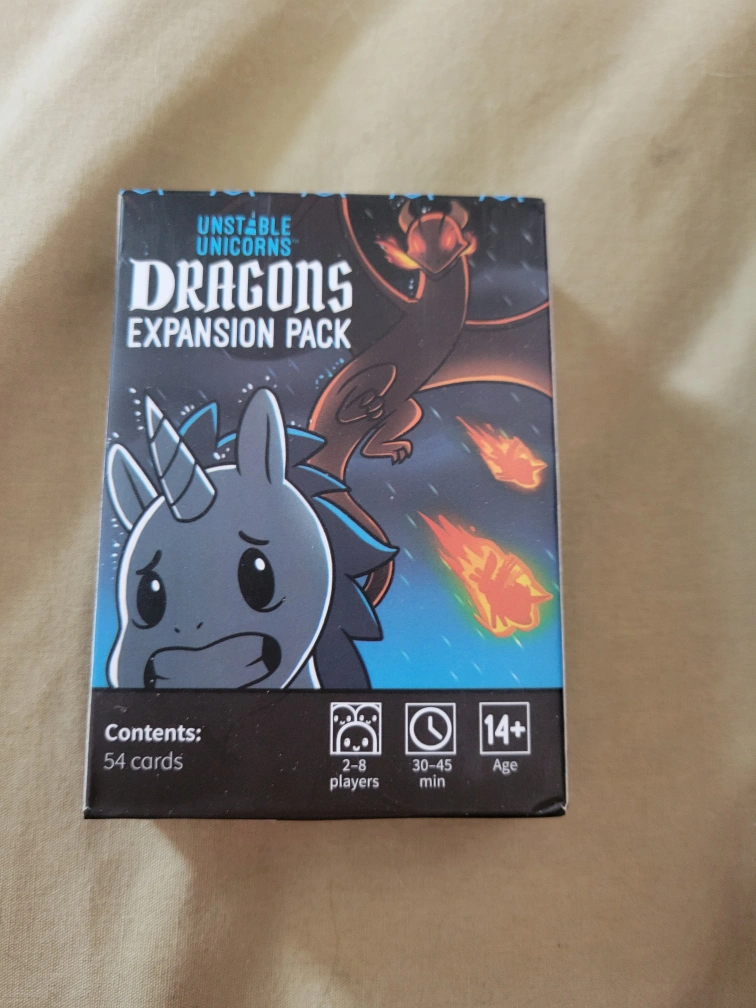 UNSTABLE
UNICORNS™
DRAGONS
EXPANSION PACK
Contents:
54 cards
2–8
players
30–45
min
14+
Age